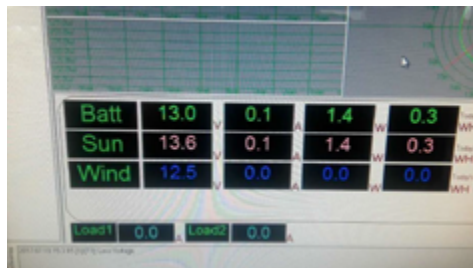 Batt 13.0 V 0.1 A 1.4 W 0.3 WH
Sun 13.6 V 0.1 A 1.4 W 0.3 WH
Wind 12.5 V 0.0 A 0.0 W 0.0 WH
Load1 0.0 A Load2 0.0 A